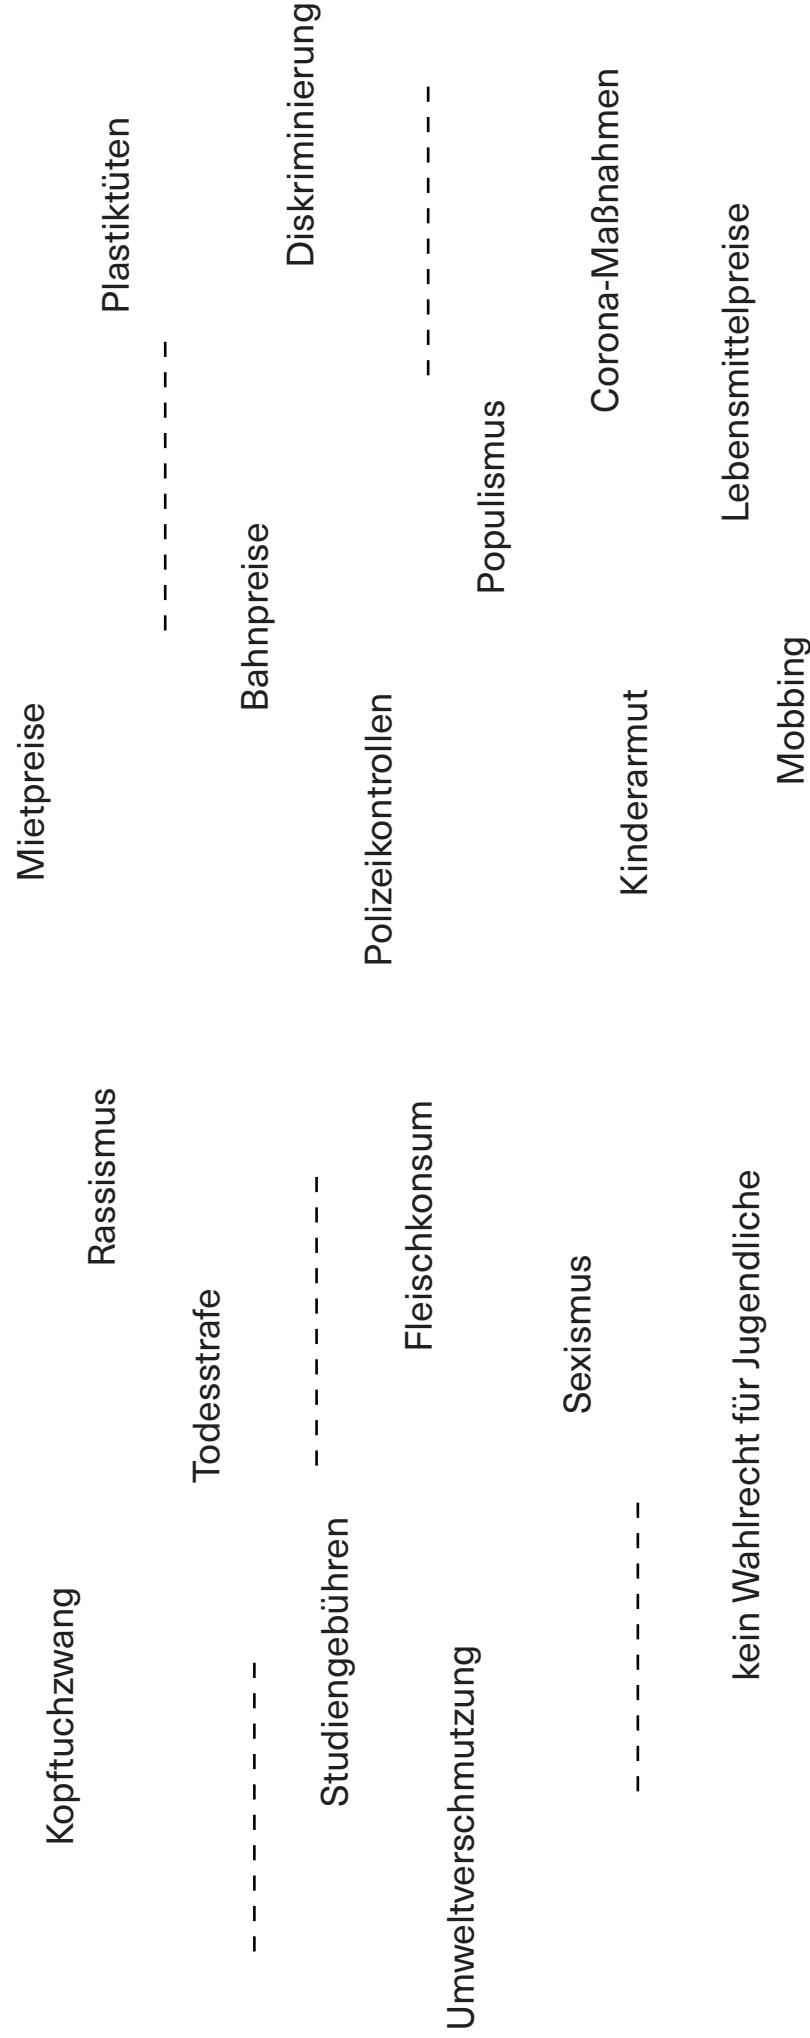 Kopftuchzwang
Rassismus
Mietpreise
Plastiktüten
Todesstrafe
Bahnpreise
Diskriminierung
Studiengebühren
Fleischkonsum
Polizeikontrollen
Populismus
Umweltverschmutzung
Sexismus
Kinderarmut
Corona-Maßnahmen
kein Wahlrecht für Jugendliche
Mobbing
Lebensmittelpreise